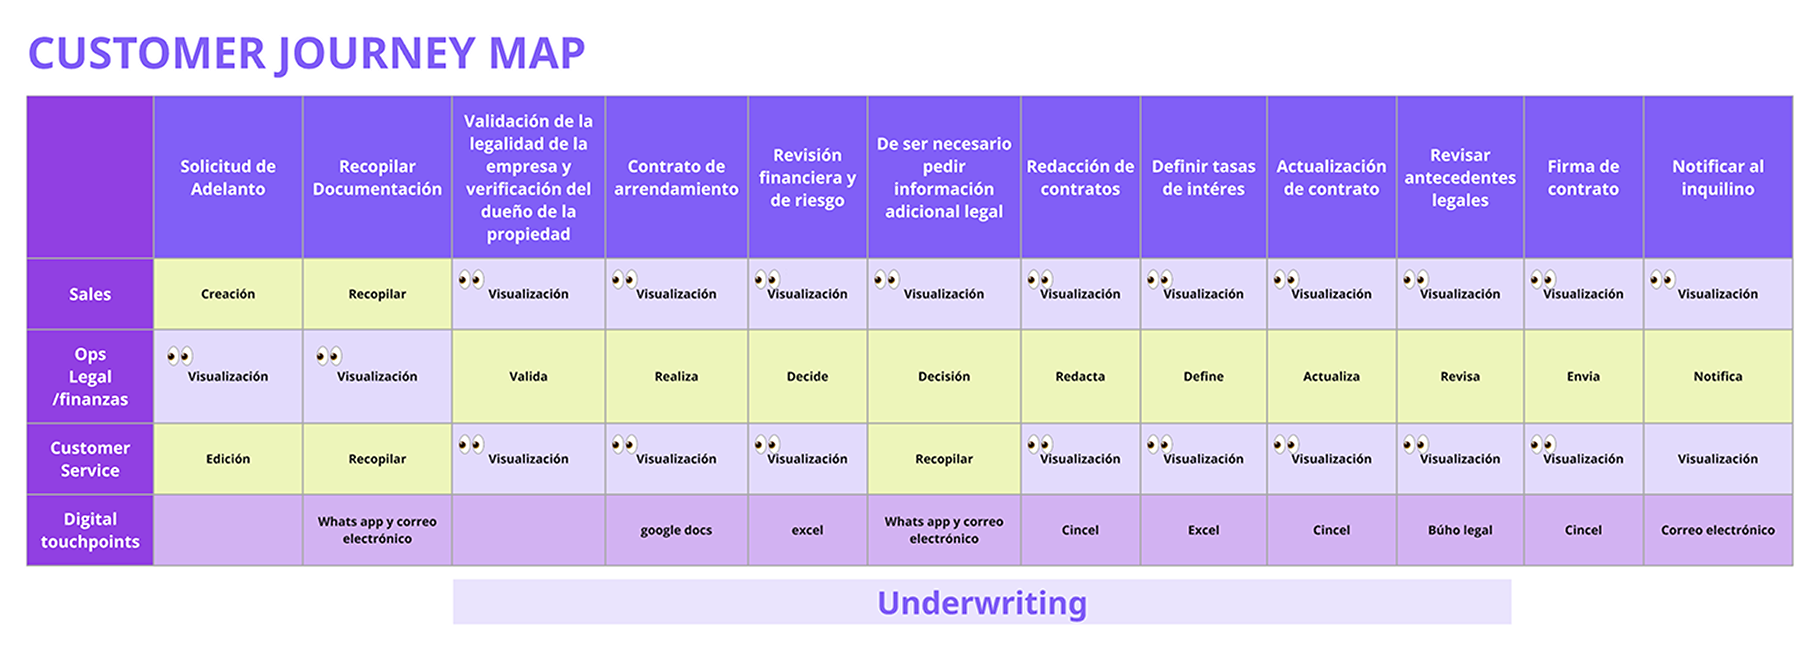 CUSTOMER JOURNEY MAP
Solicitud de
Adelanto
Recopilar
Documentación
Validación de la
legalidad de la
empresa y
verificación del
dueño de la
propiedad
Contrato de
arrendamiento
Revisión
financiera y
de riesgo
De ser necesario
pedir
información
adicional legal
Redacción de
contratos
Definir tasas
de intéres
Actualización
de contrato
Revisar
antecedentes
legales
Firma de
contrato
Notificar al
inquilino
Sales
Creación
Recopilar
Visualización
Visualización
Visualización
Visualización
Visualización
Visualización
Visualización
Visualización
Visualización
Visualización
Ops
Legal
/finanzas
Visualización
Visualización
Valida
Realiza
Decide
Decisión
Redacta
Define
Actualiza
Revisa
Envia
Notifica
Customer
Service
Edición
Recopilar
Visualización
Visualización
Visualización
Recopilar
Visualización
Visualización
Visualización
Visualización
Visualización
Visualización
Digital
touchpoints
Whats app y correo
electrónico
google docs
excel
Whats app y correo
electrónico
Cincel
Excel
Cincel
Búho legal
Cincel
Correo electrónico
Underwriting